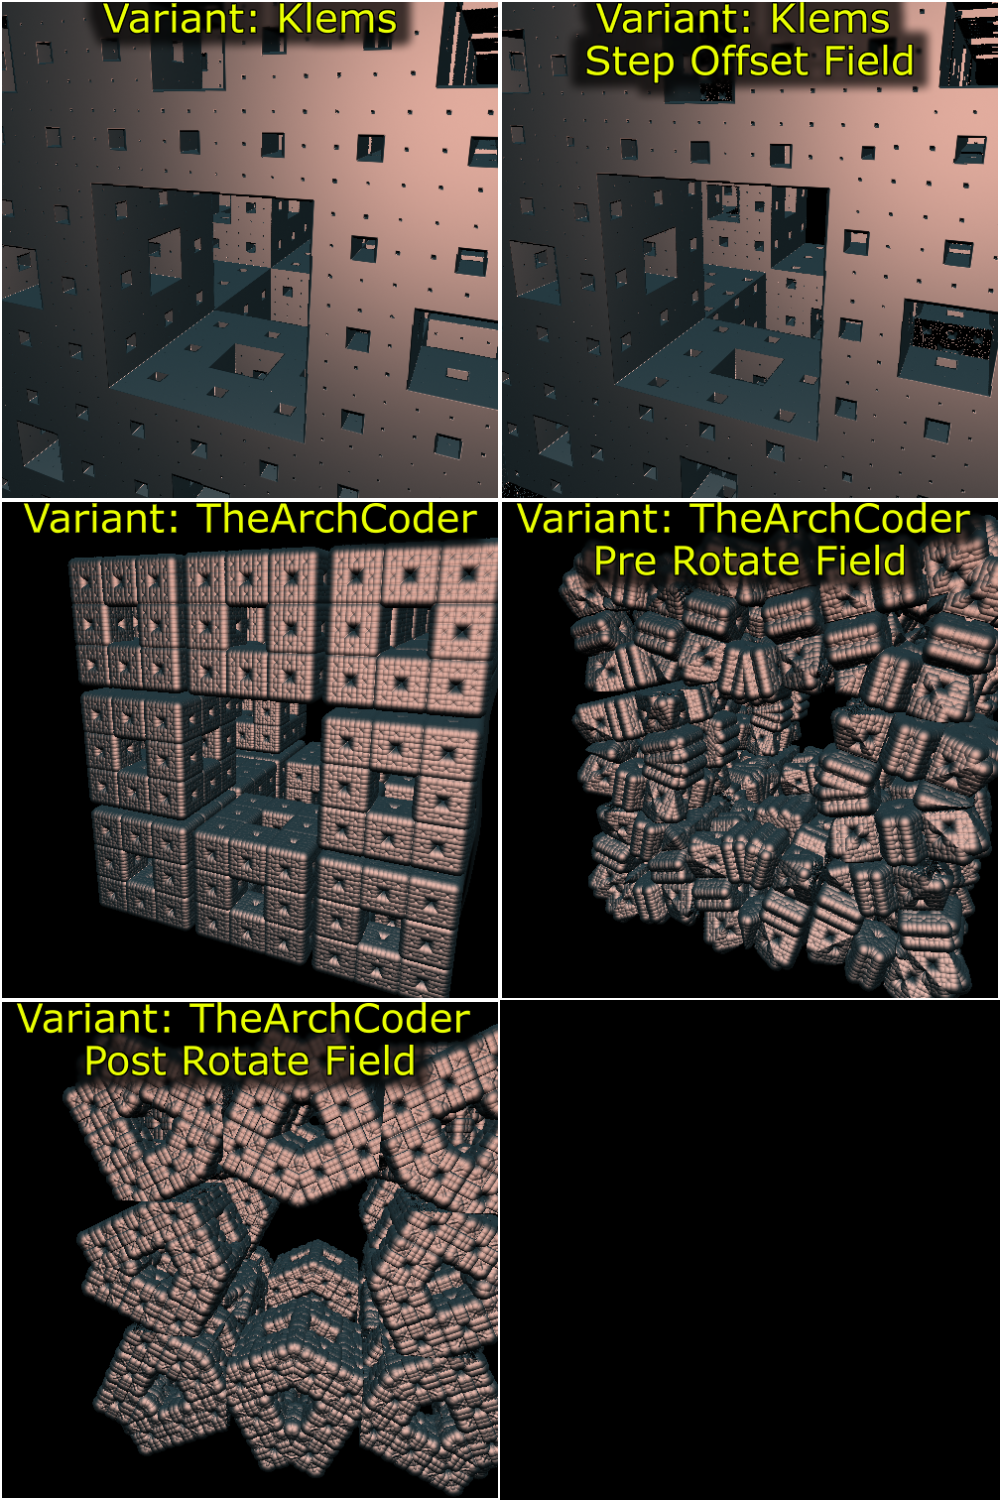 Variant: Klems
Variant: Klems
Step Offset Field
Variant: TheArchCoder
Variant: TheArchCoder
Pre Rotate Field
Variant: TheArchCoder
Post Rotate Field